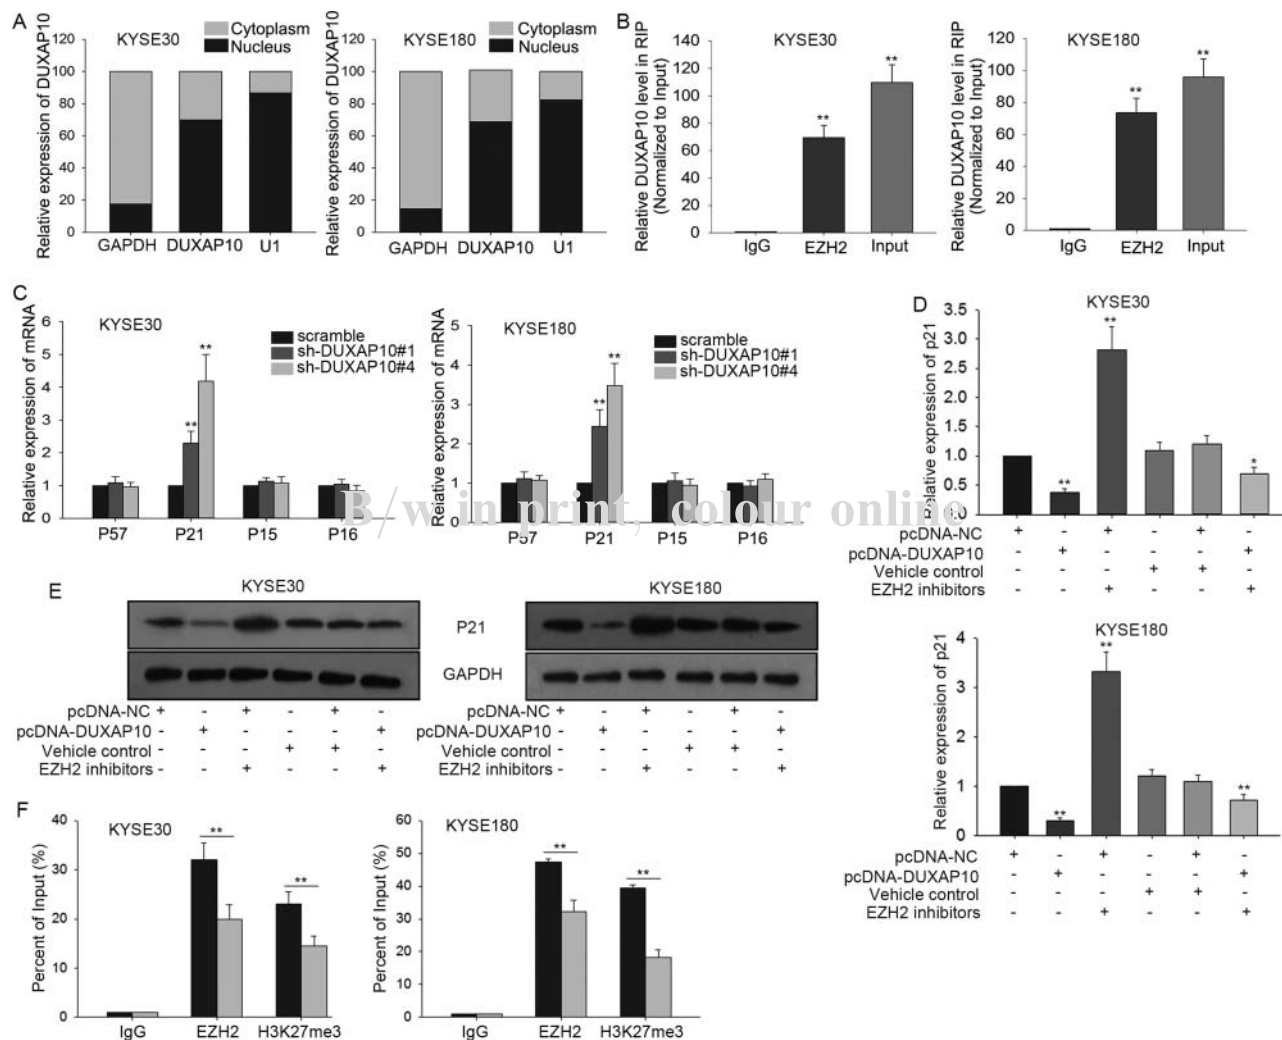 A
KYSE30
Cytoplasm
Nucleus
Relative expression of DUXAP10
120
100
80
60
40
20
0
GAPDH DUXAP10 U1
KYSE180
Cytoplasm
Nucleus
Relative expression of DUXAP10
120
100
80
60
40
20
0
GAPDH DUXAP10 U1
B
KYSE30
Relative DUXAP10 level in RIP
(Normalized to Input)
140
120
100
80
60
40
20
0
**
**
IgG EZH2 Input
KYSE180
Relative DUXAP10 level in RIP
(Normalized to Input)
120
100
80
60
40
20
0
**
**
IgG EZH2 Input
C
KYSE30
scramble
sh-DUXAP10#1
sh-DUXAP10#4
Relative expression of mRNA
6
5
4
3
2
1
0
**
**
P57 P21 P15 P16
KYSE180
scramble
sh-DUXAP10#1
sh-DUXAP10#4
Relative expression of mRNA
5
4
3
2
1
0
**
**
P57 P21 P15 P16
B/w in print, colour online
D
KYSE30
Relative expression of p21
3.5
3.0
2.5
2.0
1.0
0.5
0.0
**
**
*
pcDNA-NC + - + - + -
pcDNA-DUXAP10 - + - - - +
Vehicle control - - - + + -
EZH2 inhibitors - - + - - +
KYSE180
Relative expression of p21
4
3
2
1
0
**
**
**
pcDNA-NC + - + - + -
pcDNA-DUXAP10 - + - - - +
Vehicle control - - - + + -
EZH2 inhibitors - - + - - +
E
KYSE30
KYSE180
P21
GAPDH
pcDNA-NC + - + - + -
pcDNA-DUXAP10 - + - - - +
Vehicle control - - - + + -
EZH2 inhibitors - - + - - +
pcDNA-NC + - + - + -
pcDNA-DUXAP10 - + - - - +
Vehicle control - - - + + -
EZH2 inhibitors - - + - - +
F
KYSE30
Percent of Input (%)
40
30
20
10
0
**
**
IgG EZH2 H3K27me3
KYSE180
Percent of Input (%)
60
50
40
30
20
10
0
**
**
IgG EZH2 H3K27me3